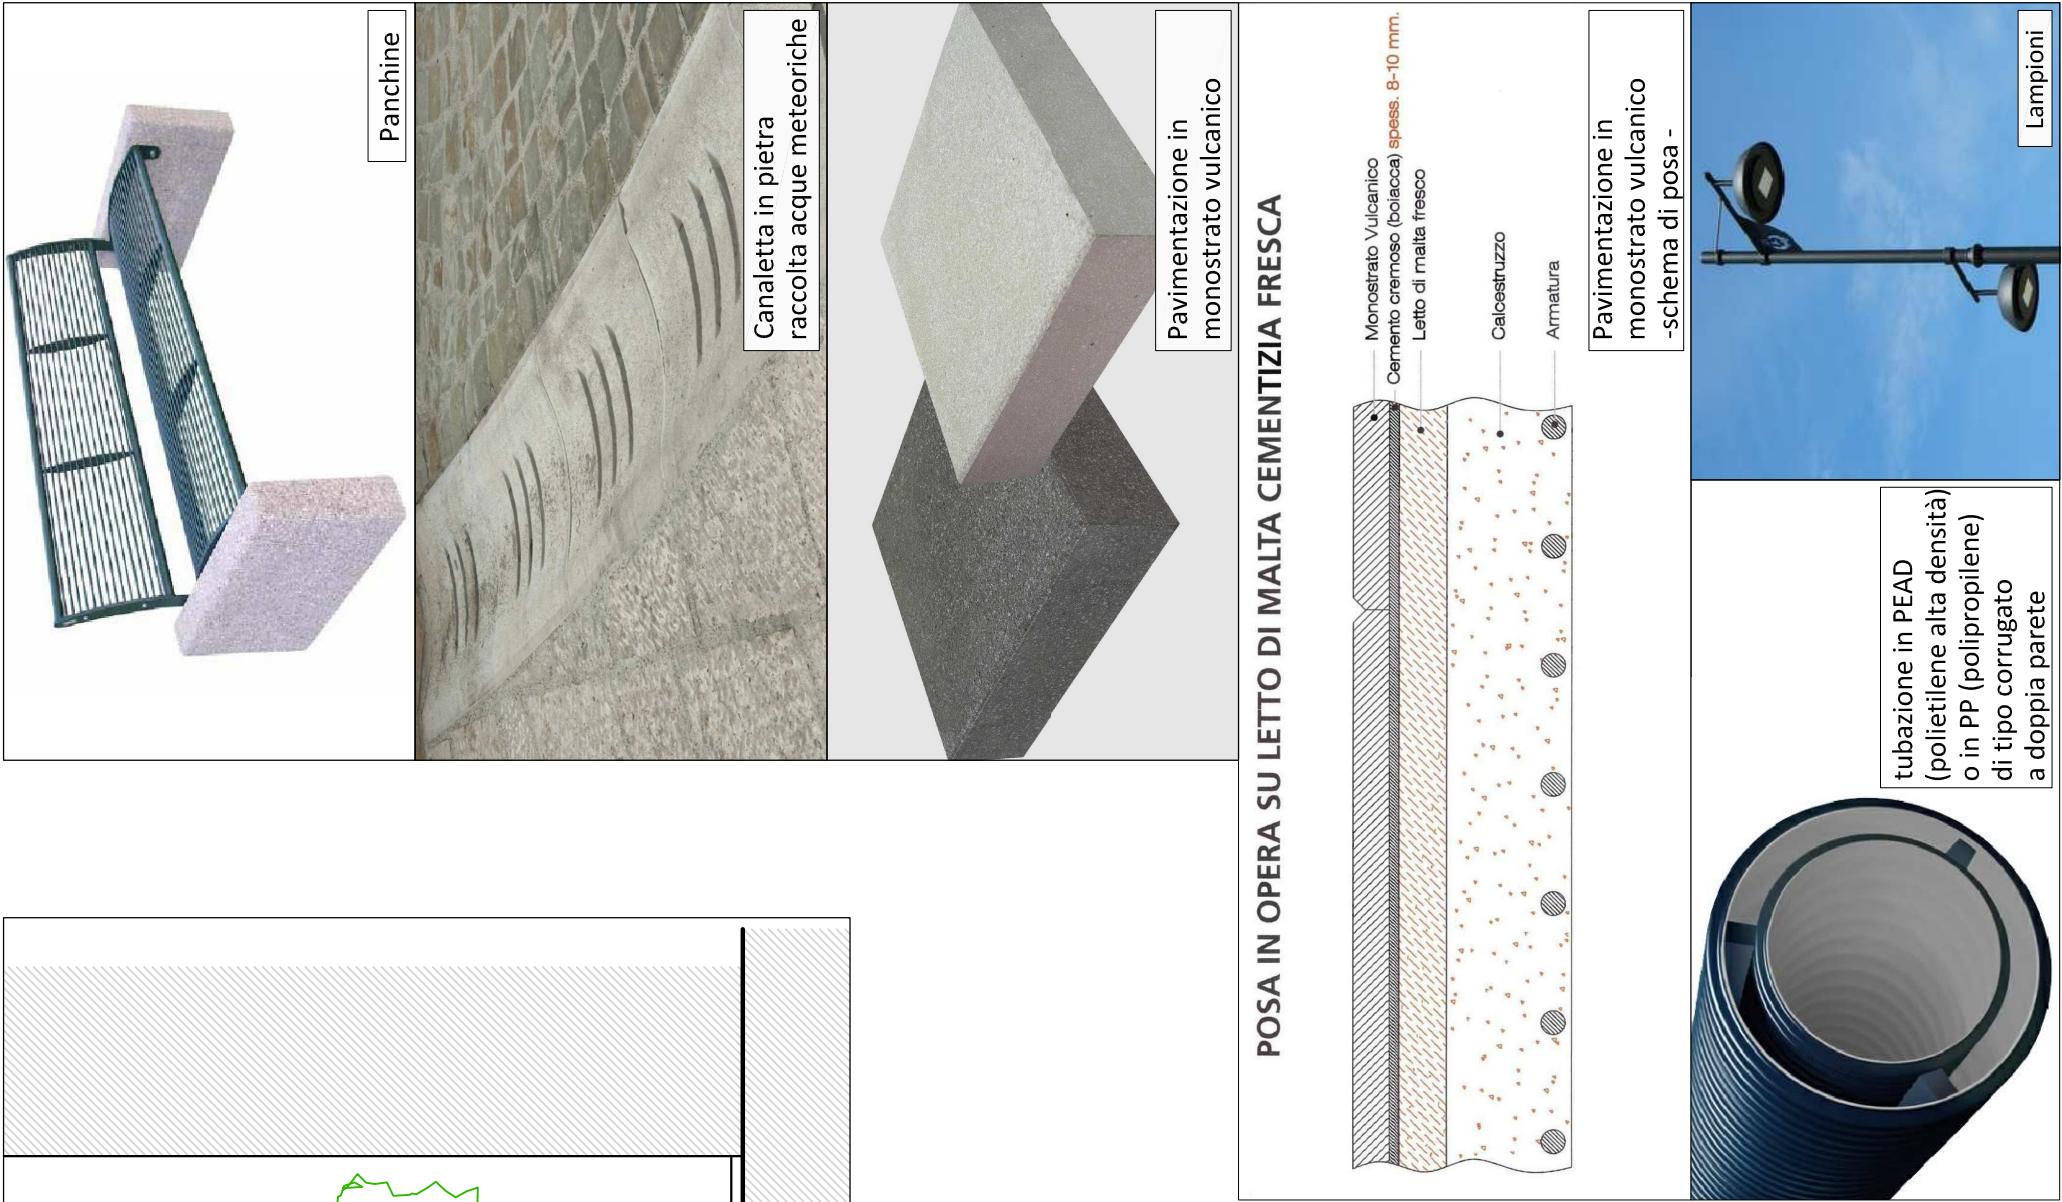 Panchine
Canaletta in pietra
raccolta acque meteoriche
Pavimentazione in
monostrato vulcanico
POSA IN OPERA SU LETTO DI MALTA CEMENTIZIA FRESCA
Monostrato Vulcanico
Cemento cremoso (boiacca) spess. 8-10 mm.
Letto di malta fresco
Calcestruzzo
Armatura
Pavimentazione in
monostrato vulcanico
-schema di posa -
Lampioni
tubazione in PEAD
(polietilene alta densità)
o in PP (polipropilene)
di tipo corrugato
a doppia parete